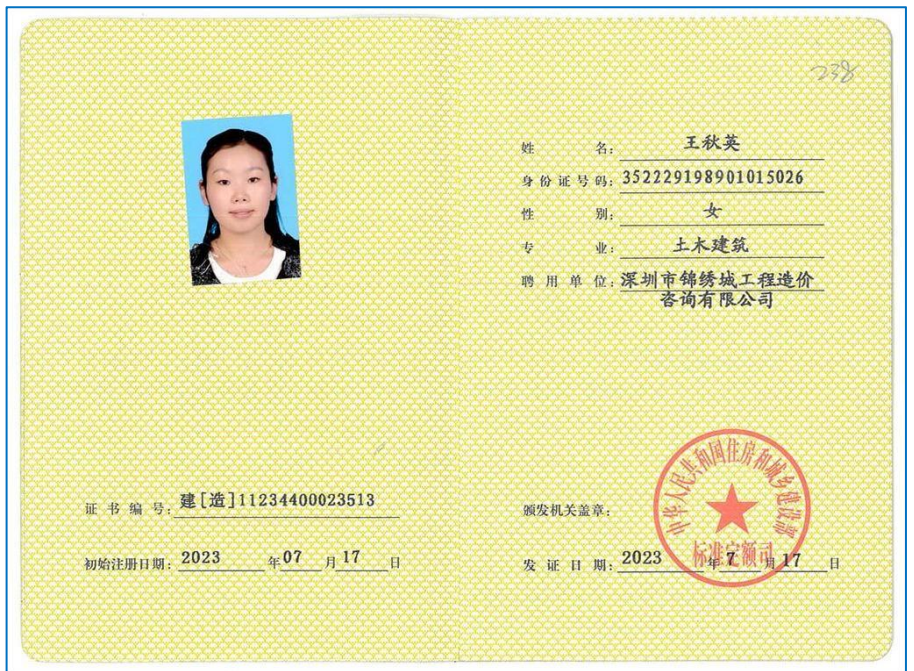 238
姓 名：王秋英
身份证号码：352229198901015026
性 别：女
专 业：土木建筑
聘用单位：深圳市锦绣城工程造价
咨询有限公司
证书编号：建[造]11234400023513
初始注册日期：2023年07月17日
中华人民共和国住房和城乡建设部
标准定额司
颁发机关盖章：
发证日期：2023年7月17日